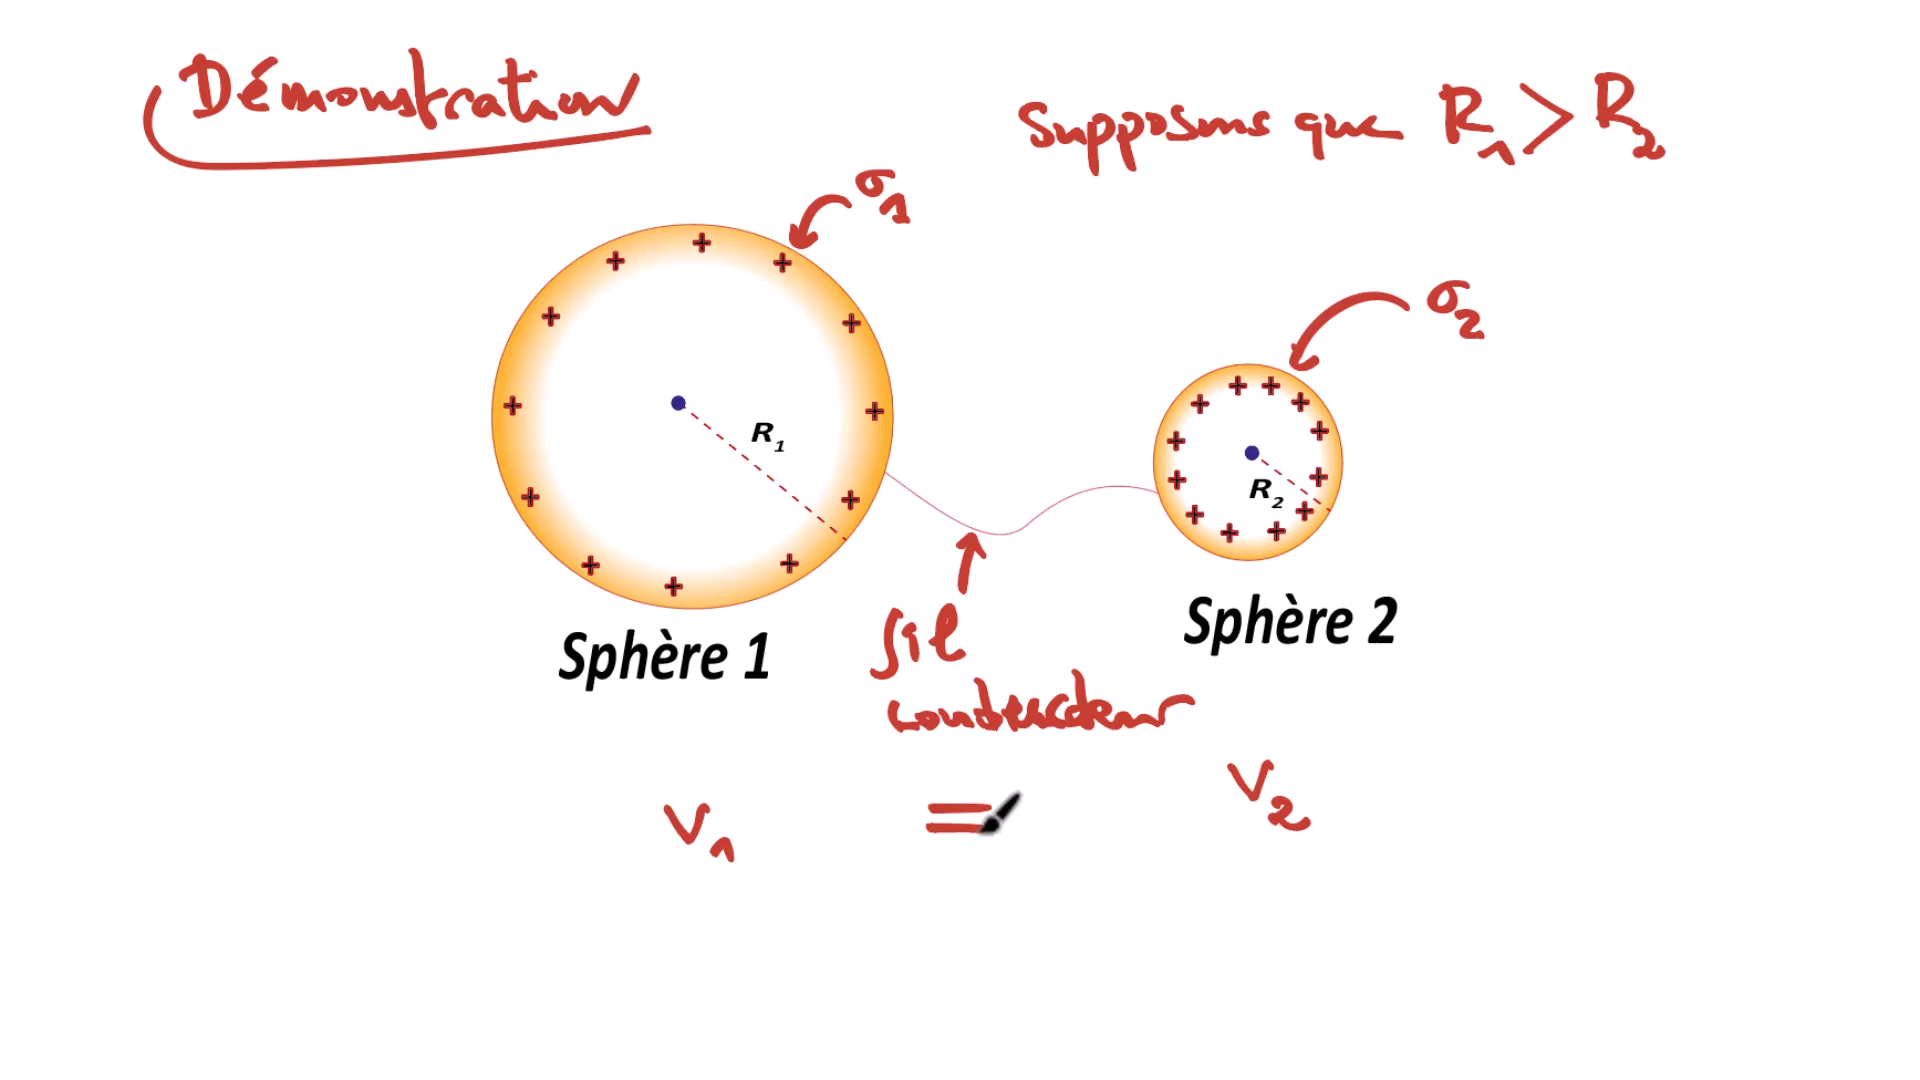 Démonstration
Supposons que R₁ > R₂
σ₁
σ₂
R₁
R₂
Sphère 1
Sphère 2
fil
conducteur
V₁ = V₂